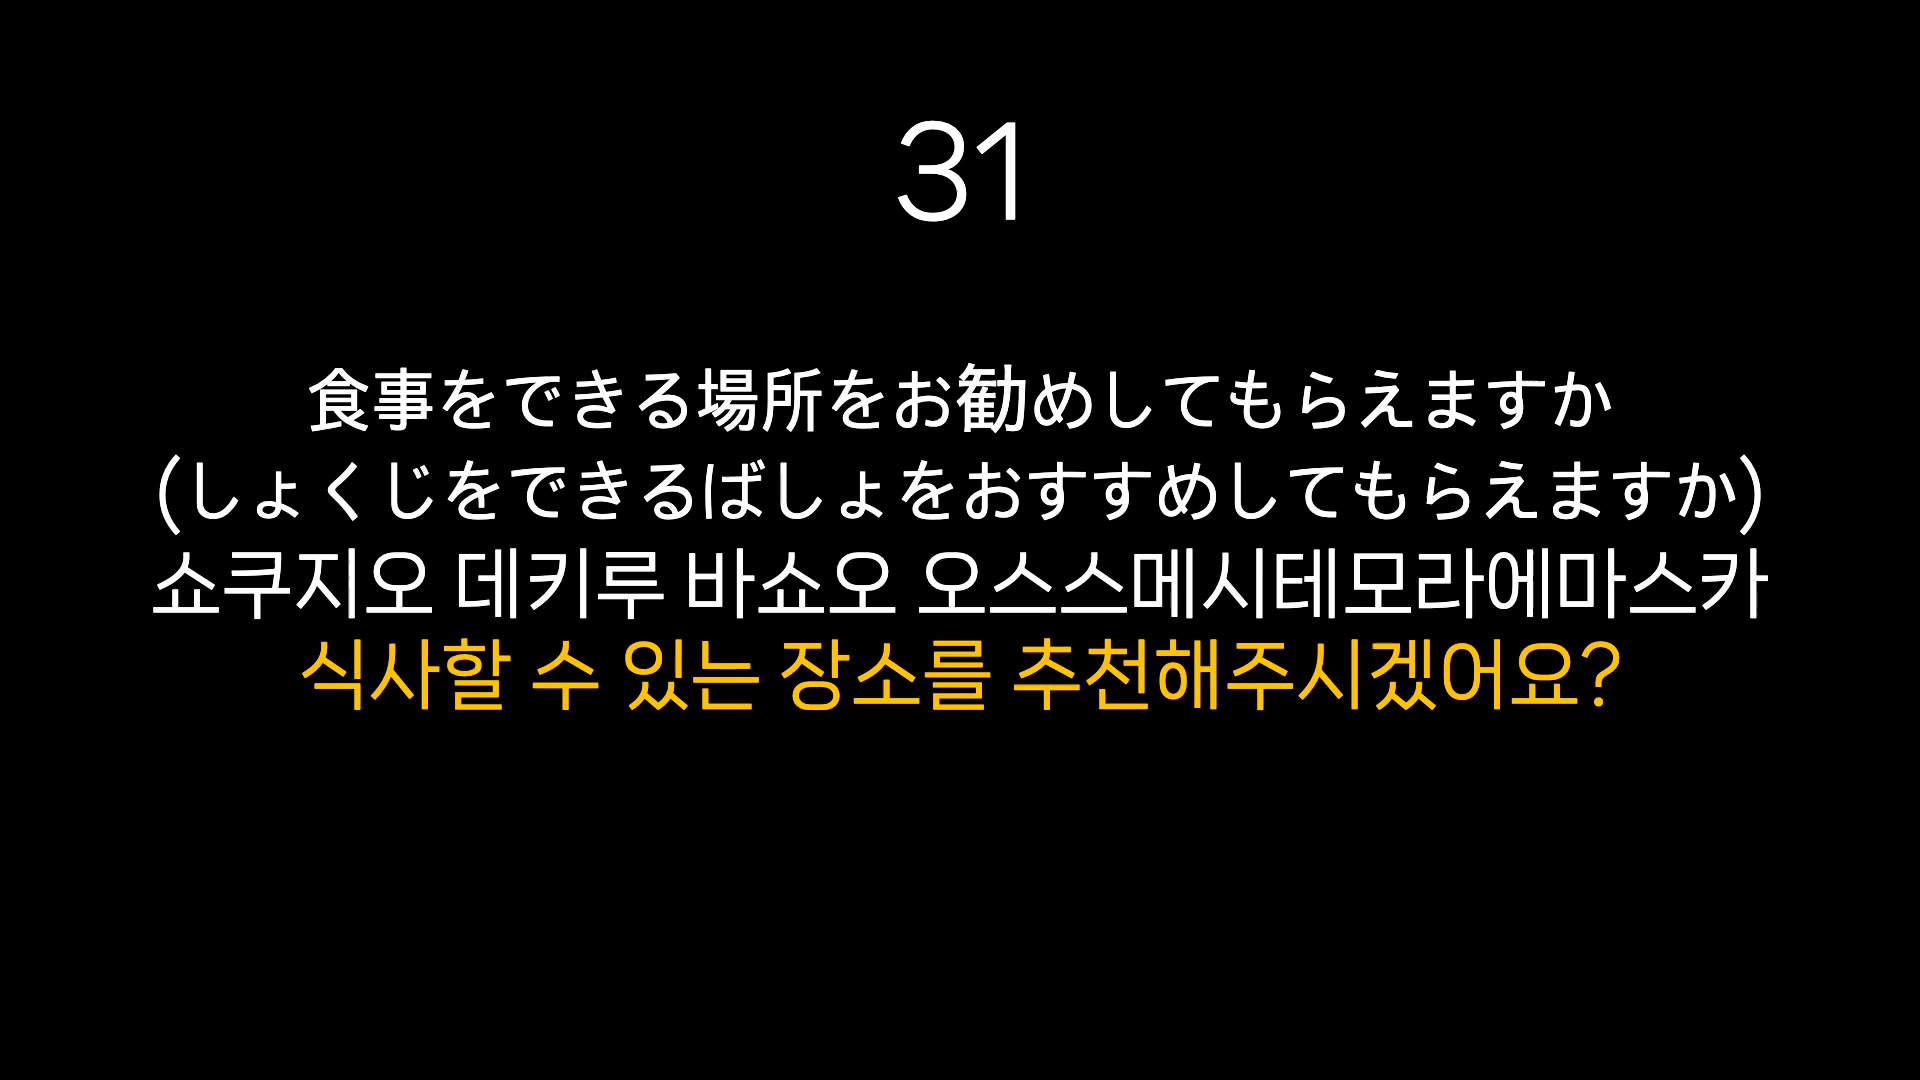 31
食事をできる場所をお勧めしてもらえますか
(しょくじをできるばしょをおすすめしてもらえますか)
쇼쿠지오 데키루 바쇼오 오스스메시테모라에마스카
식사할 수 있는 장소를 추천해주시겠어요?